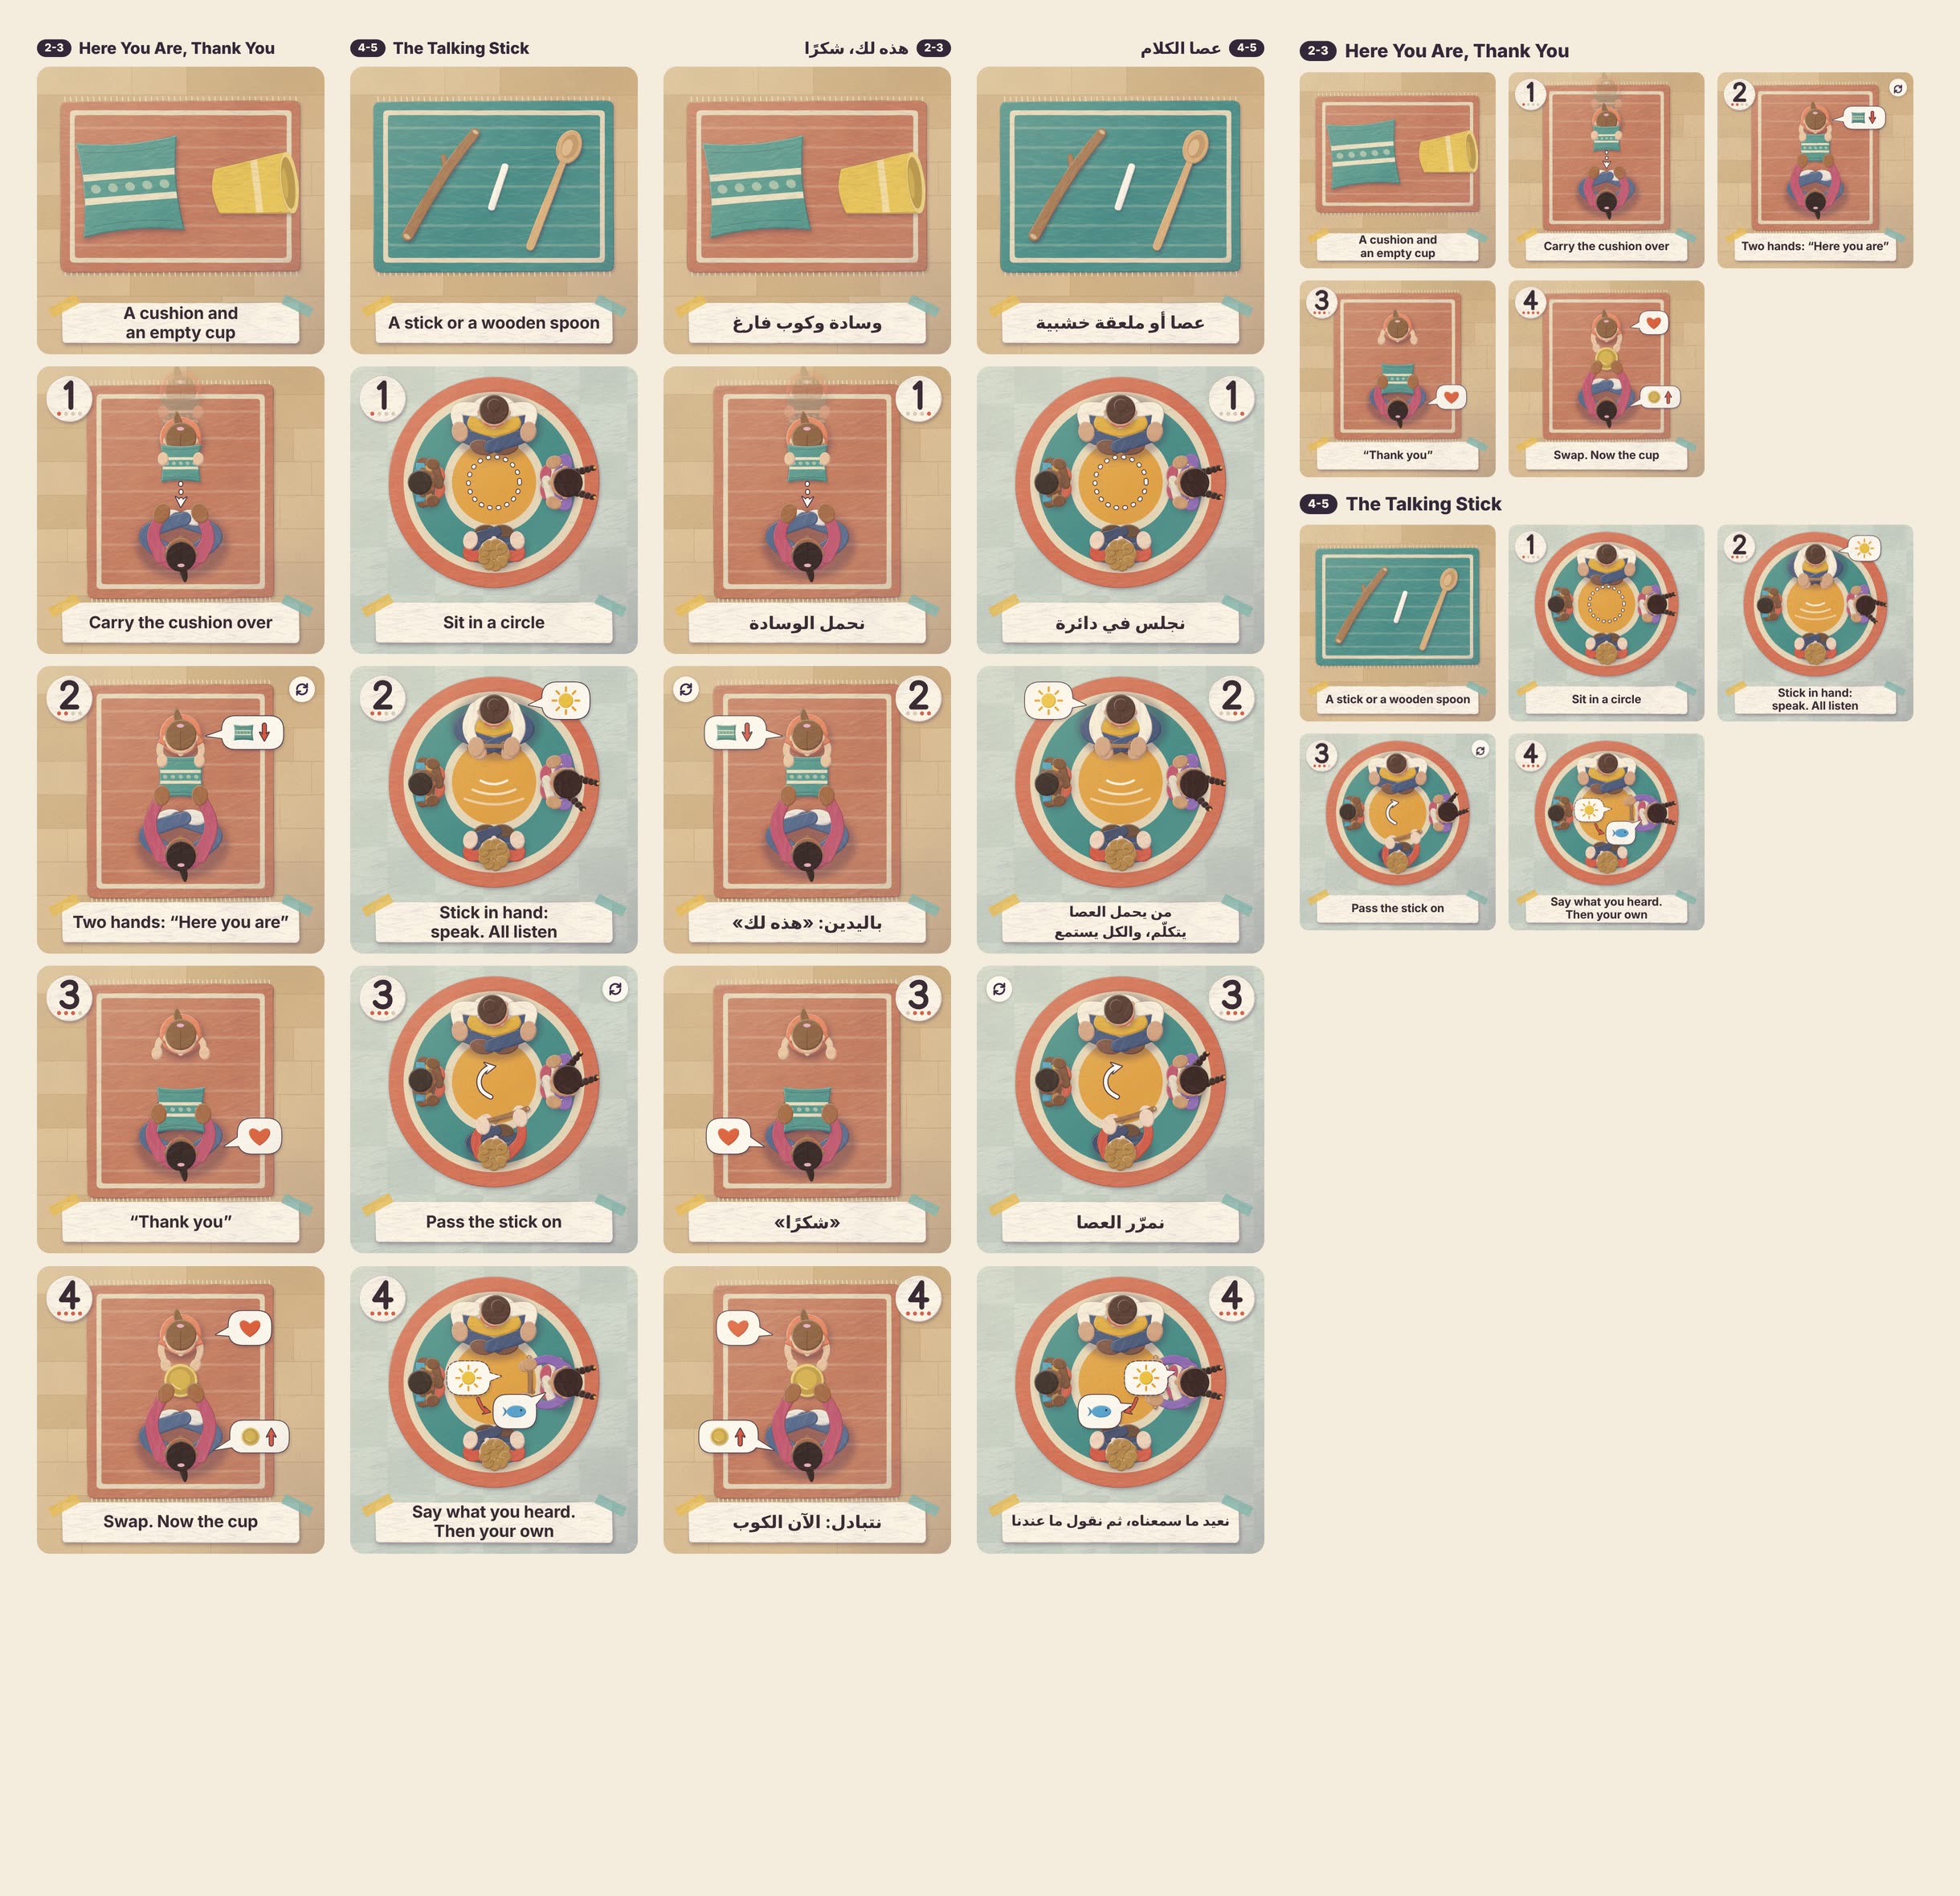 2-3 Here You Are, Thank You
A cushion and
an empty cup
1
Carry the cushion over
2
Two hands: “Here you are”
3
“Thank you”
4
Swap. Now the cup
4-5 The Talking Stick
A stick or a wooden spoon
1
Sit in a circle
2
Stick in hand:
speak. All listen
3
Pass the stick on
4
Say what you heard.
Then your own
2-3 هذه لك، شكرًا
وسادة وكوب فارغ
1
نحمل الوسادة
2
باليدين: «هذه لك»
3
«شكرًا»
4
نتبادل: الآن الكوب
4-5 عصا الكلام
عصا أو ملعقة خشبية
1
نجلس في دائرة
2
من يحمل العصا
يتكلّم، والكل يستمع
3
نمرّر العصا
4
نعيد ما سمعناه، ثم نقول ما عندنا
2-3 Here You Are, Thank You
A cushion and
an empty cup
1
Carry the cushion over
2
Two hands: “Here you are”
3
“Thank you”
4
Swap. Now the cup
4-5 The Talking Stick
A stick or a wooden spoon
1
Sit in a circle
2
Stick in hand:
speak. All listen
3
Pass the stick on
4
Say what you heard.
Then your own